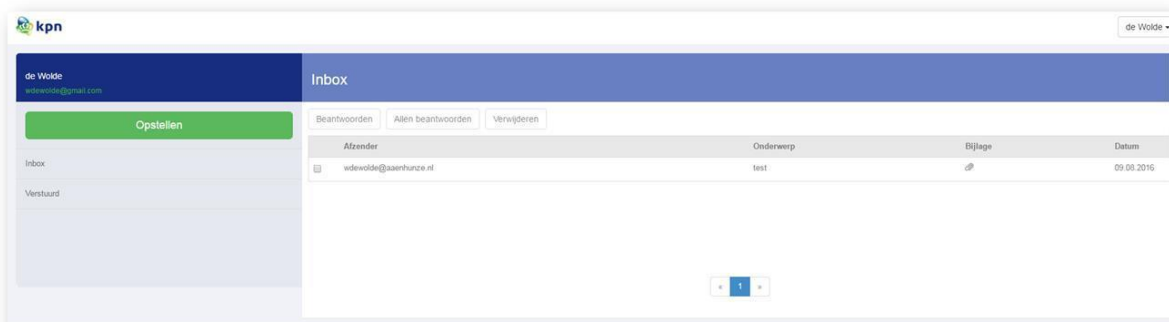 kpn
de Wolde
de Wolde
wdewolde@gmail.com
Opstellen
Inbox
Verstuurd
Inbox
Beantwoorden Allen beantwoorden Verwijderen
Afzender Onderwerp Bijlage Datum
wdewolde@aaenhunze.nl test 09.08.2016
« 1 »